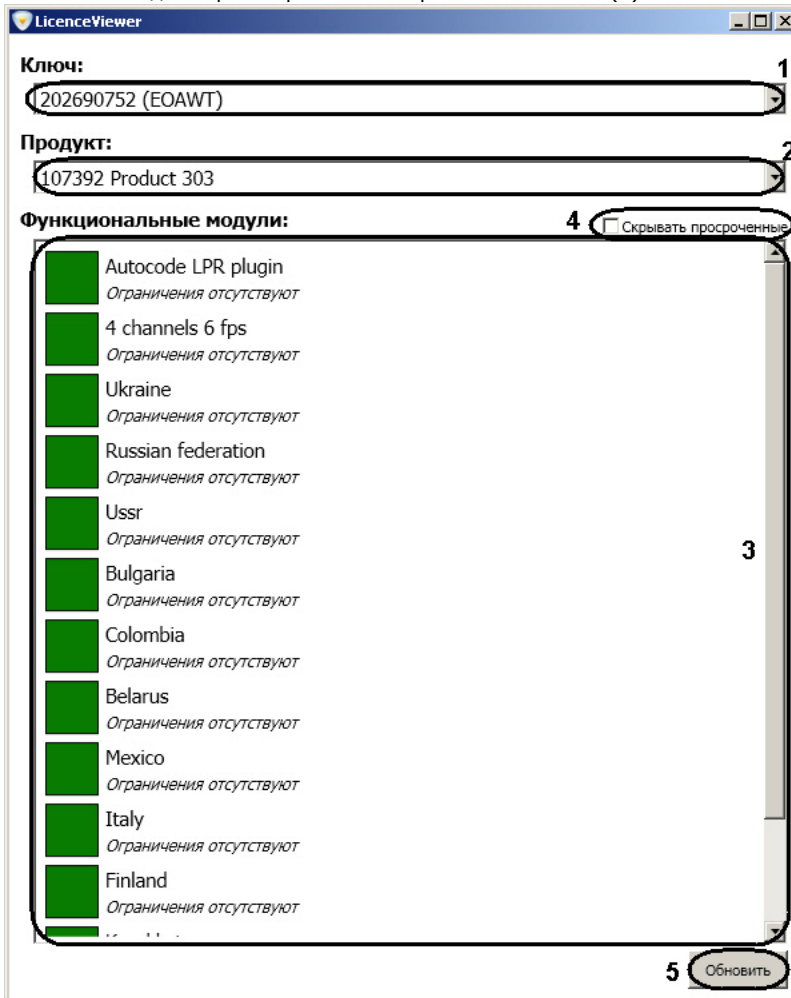 LicenceViewer
Ключ:
1
202690752 (EOAWT)
Продукт:
2
107392 Product 303
Функциональные модули:
4
Скрывать просроченные
Autocode LPR plugin
Ограничения отсутствуют
4 channels 6 fps
Ограничения отсутствуют
Ukraine
Ограничения отсутствуют
Russian federation
Ограничения отсутствуют
Ussr
Ограничения отсутствуют
3
Bulgaria
Ограничения отсутствуют
Colombia
Ограничения отсутствуют
Belarus
Ограничения отсутствуют
Mexico
Ограничения отсутствуют
Italy
Ограничения отсутствуют
Finland
Ограничения отсутствуют
5
Обновить